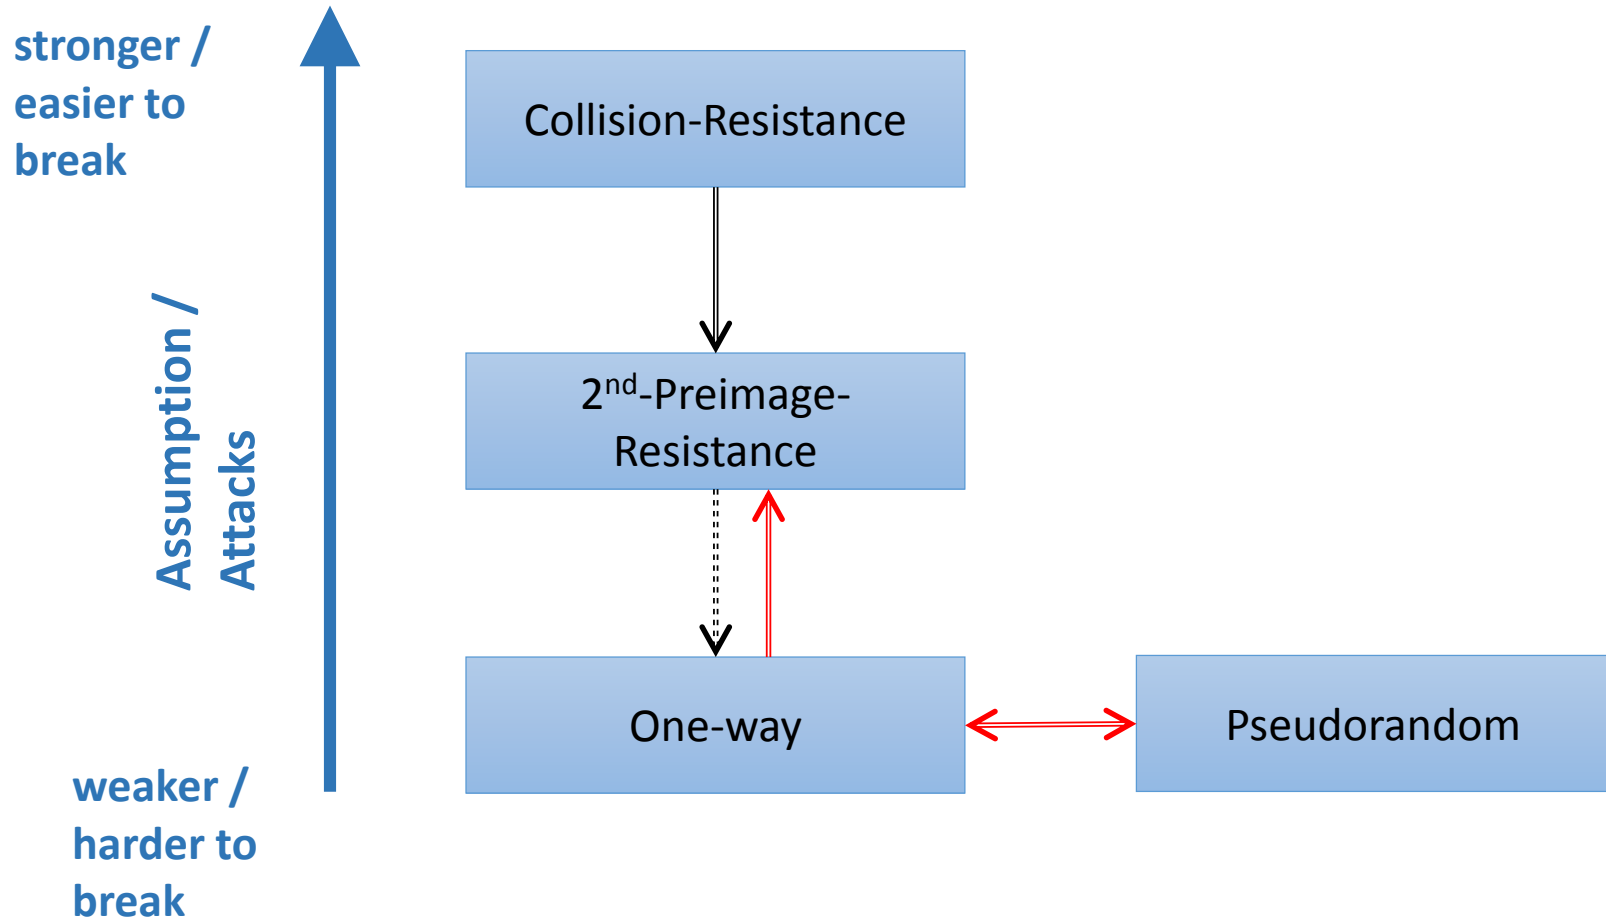 stronger /
easier to
break
Collision-Resistance
Assumption /
Attacks
2nd-Preimage-
Resistance
One-way
Pseudorandom
weaker /
harder to
break